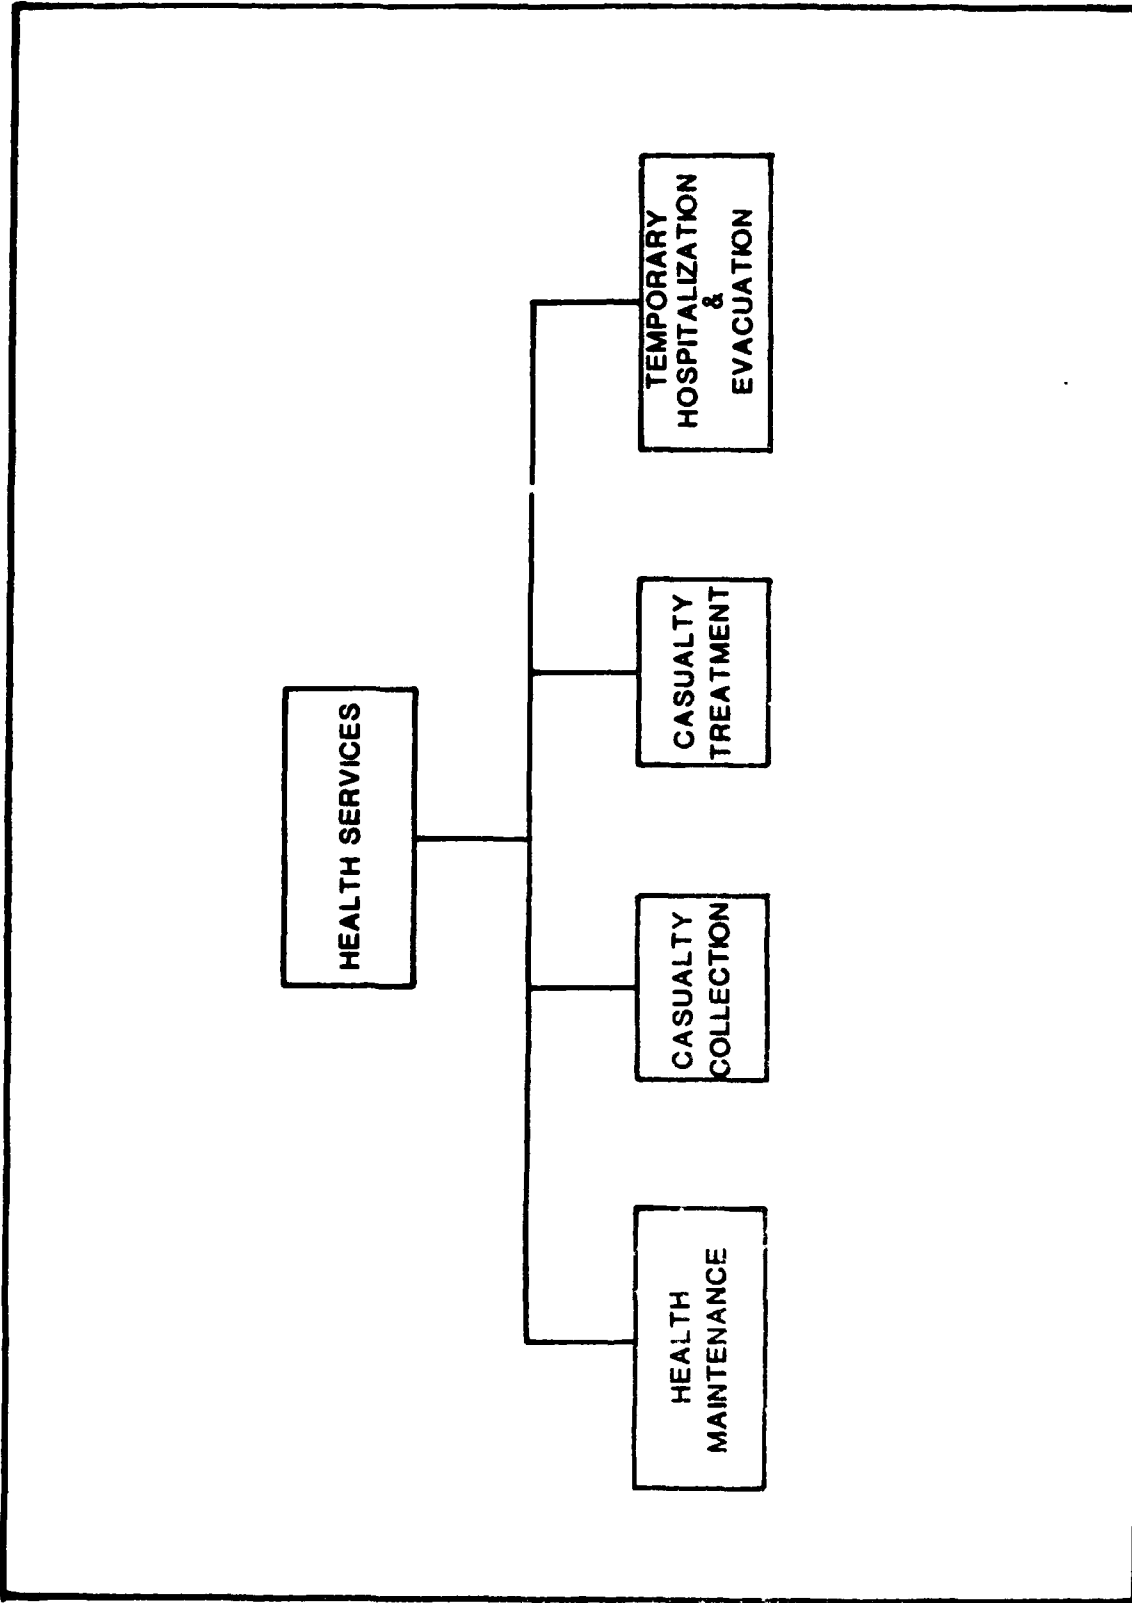 HEALTH SERVICES
HEALTH
MAINTENANCE
CASUALTY
COLLECTION
CASUALTY
TREATMENT
TEMPORARY
HOSPITALIZATION
&
EVACUATION